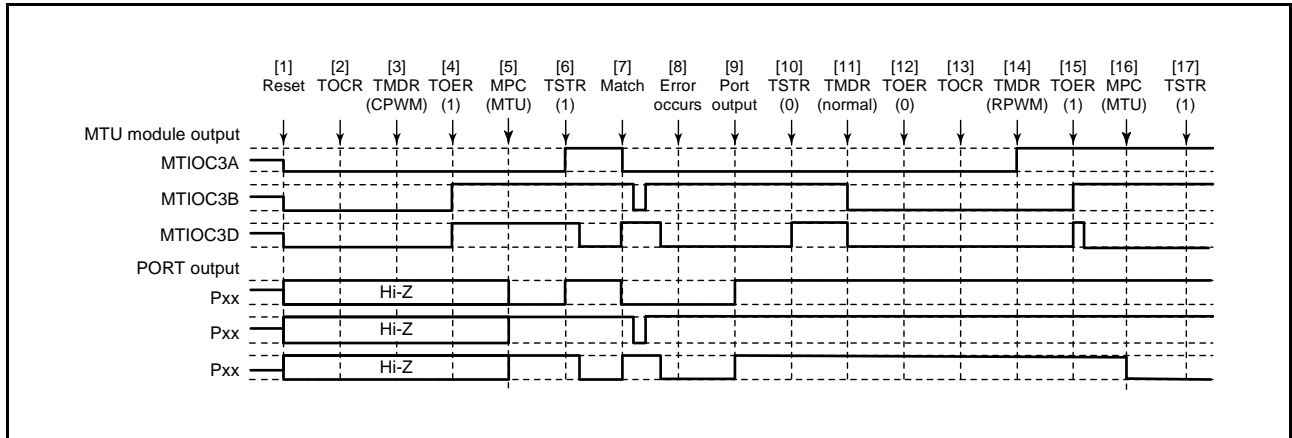 [1] [2] [3] [4] [5] [6] [7] [8] [9] [10] [11] [12] [13] [14] [15] [16] [17]
Reset TOCR TMDR TOER MPC TSTR Match Error Port TSTR TMDR TOER TOCR TMDR TOER MPC TSTR
(CPWM) (1) (MTU) (1) occurs output (0) (normal) (0) (RPWM) (1) (MTU) (1)
MTU module output
MTIOC3A
MTIOC3B
MTIOC3D
PORT output
Pxx Hi-Z
Pxx Hi-Z
Pxx Hi-Z